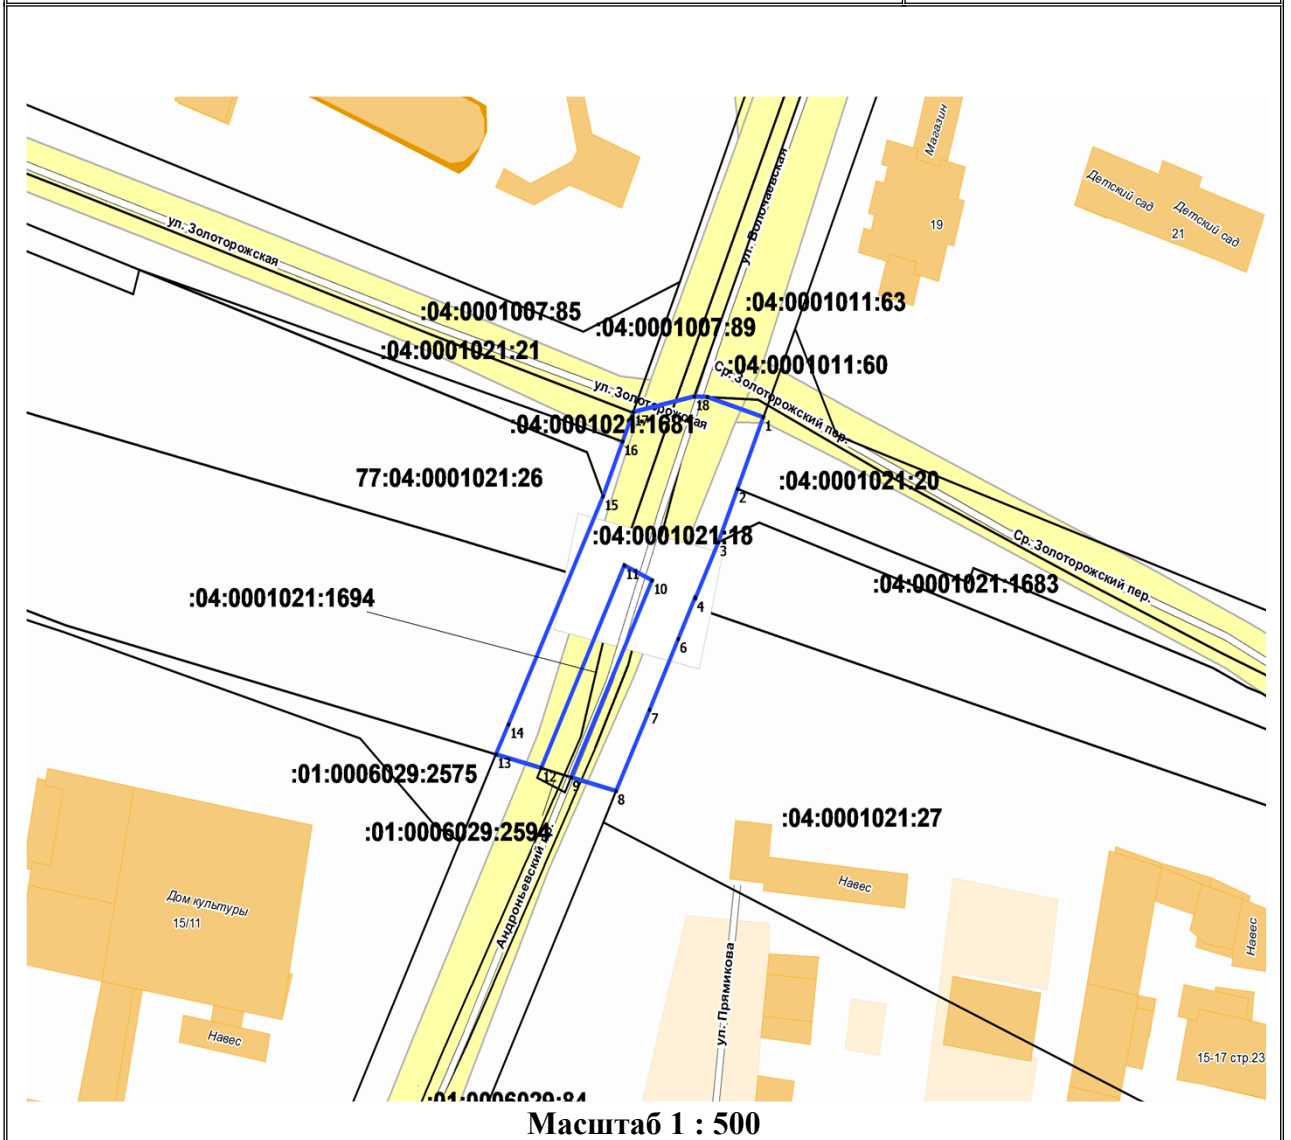 Магазин
Детский сад
Детский сад
19
21
ул. Золоторожская
ул. Волочаевская
:04:0001007:85
:04:0001011:63
:04:0001007:89
:04:0001021:21
:04:0001011:60
Ср. Золоторожский пер.
ул. Золоторожская
18
17
1
:04:0001021:1681
16
77:04:0001021:26
:04:0001021:20
2
15
:04:0001021:18
3
Ср. Золоторожский пер.
11
10
:04:0001021:1683
:04:0001021:1694
4
6
7
14
13
:01:0006029:2575
12
9
8
:04:0001021:27
:01:0006029:2594
Андроньевский пр.
Навес
Дом культуры
15/11
Навес
ул. Прямикова
Навес
15-17 стр.23
:01:0006029:84
Масштаб 1 : 500